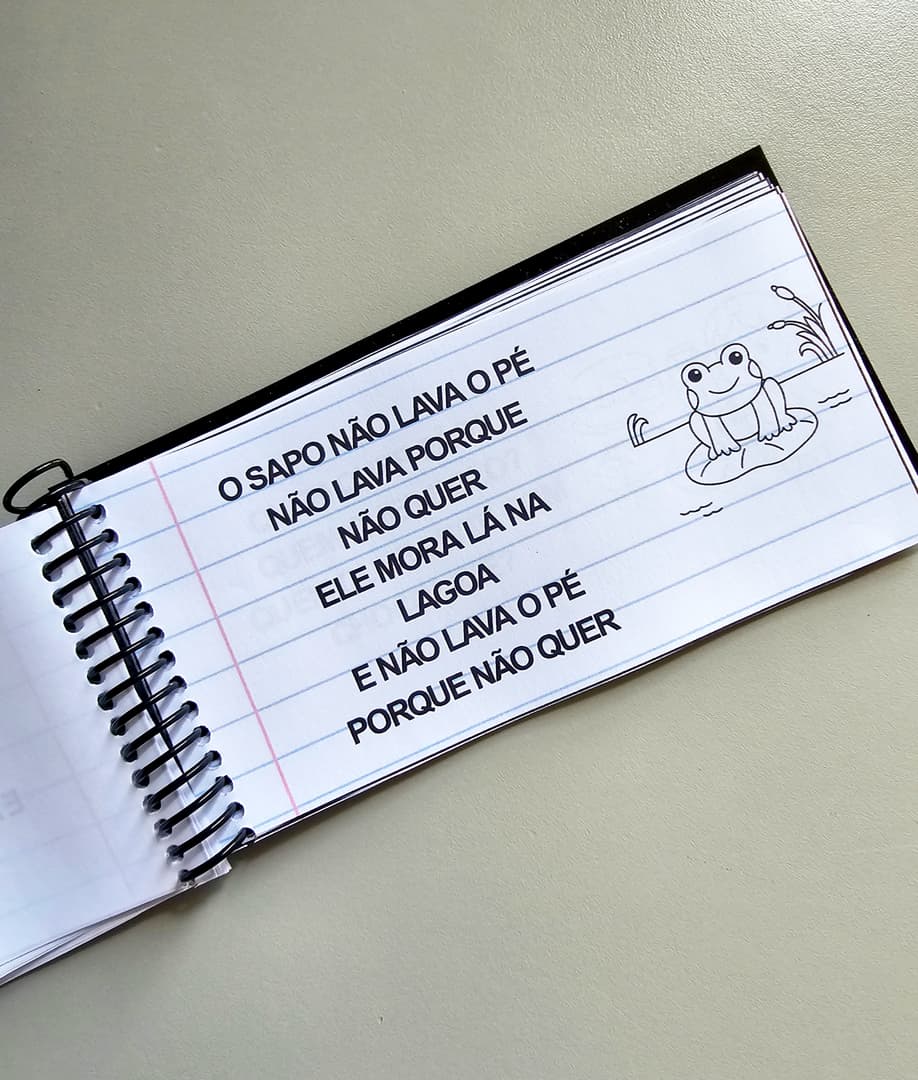 O SAPO NÃO LAVA O PÉ
NÃO LAVA PORQUE
NÃO QUER
ELE MORA LÁ NA
LAGOA
E NÃO LAVA O PÉ
PORQUE NÃO QUER